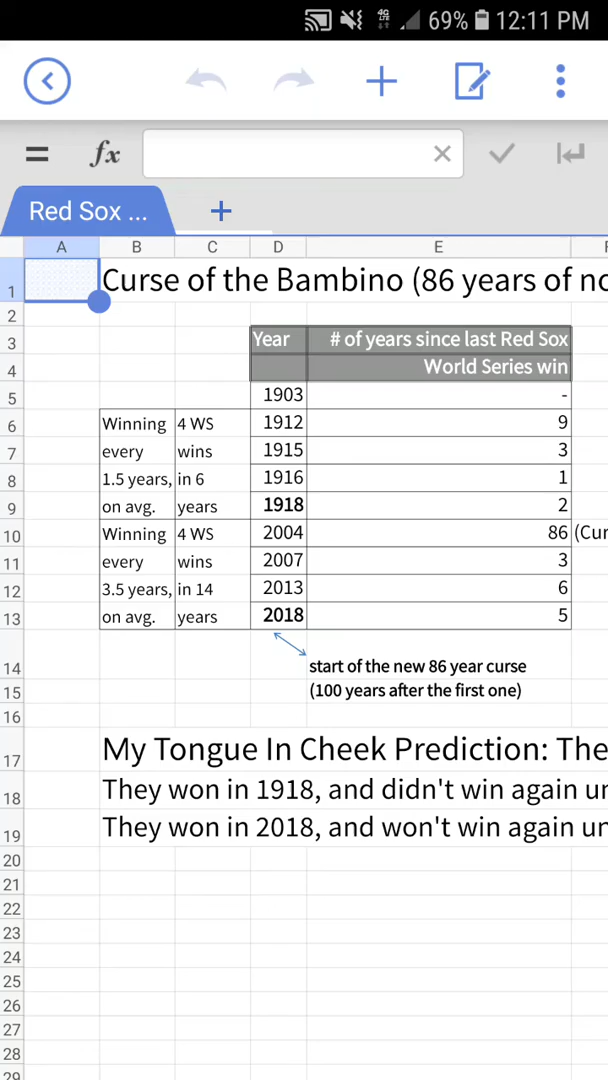 69% 12:11 PM
= fx
Red Sox ... +
A B C D E
1 Curse of the Bambino (86 years of no
2
3 Year # of years since last Red Sox
4 World Series win
5 1903 -
6 Winning 4 WS 1912 9
7 every wins 1915 3
8 1.5 years, in 6 1916 1
9 on avg. years 1918 2
10 Winning 4 WS 2004 86 (Cur
11 every wins 2007 3
12 3.5 years, in 14 2013 6
13 on avg. years 2018 5
14 start of the new 86 year curse
15 (100 years after the first one)
16
17 My Tongue In Cheek Prediction: The
18 They won in 1918, and didn't win again un
19 They won in 2018, and won't win again un
20
21
22
23
24
25
26
27
28
29